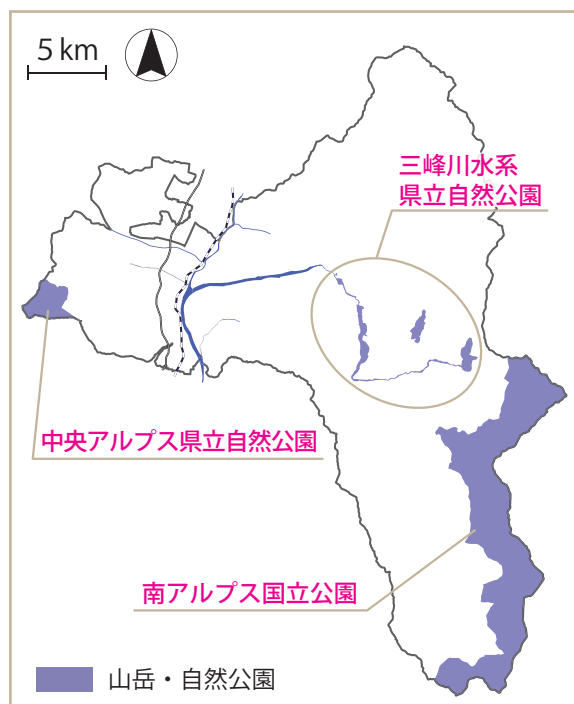 5 km
三峰川水系
県立自然公園
中央アルプス県立自然公園
南アルプス国立公園
山岳・自然公園